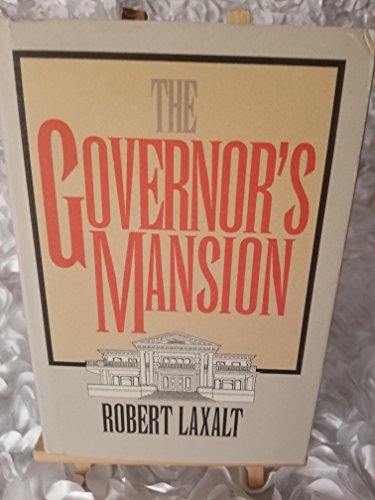 THE
GOVERNOR'S
MANSION
ROBERT LAXALT